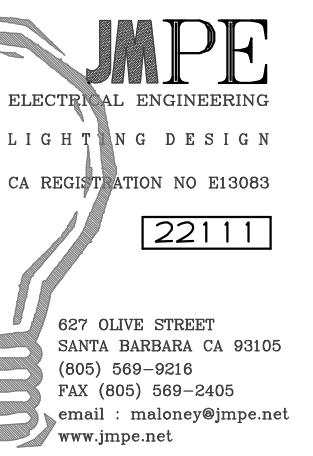 JMPE
ELECTRICAL ENGINEERING
LIGHTING DESIGN
CA REGISTRATION NO E13083
22111
627 OLIVE STREET
SANTA BARBARA CA 93105
(805) 569-9216
FAX (805) 569-2405
email : maloney@jmpe.net
www.jmpe.net